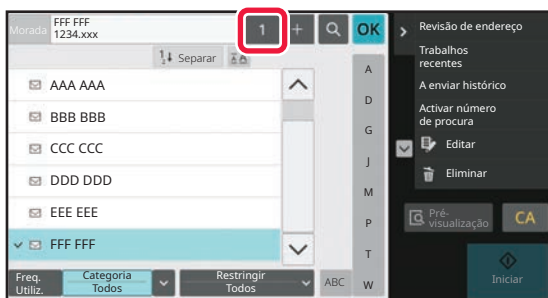 Morada
FFF FFF
1234.xxx
1
+
OK
Separar
AAA AAA
BBB BBB
CCC CCC
DDD DDD
EEE EEE
FFF FFF
A
D
G
J
M
P
T
W
Freq.
Utiliz.
Categoria
Todos
Restringir
Todos
ABC
Revisão de endereço
Trabalhos
recentes
A enviar histórico
Activar número
de procura
Editar
Eliminar
Pré-
visualização
CA
Iniciar